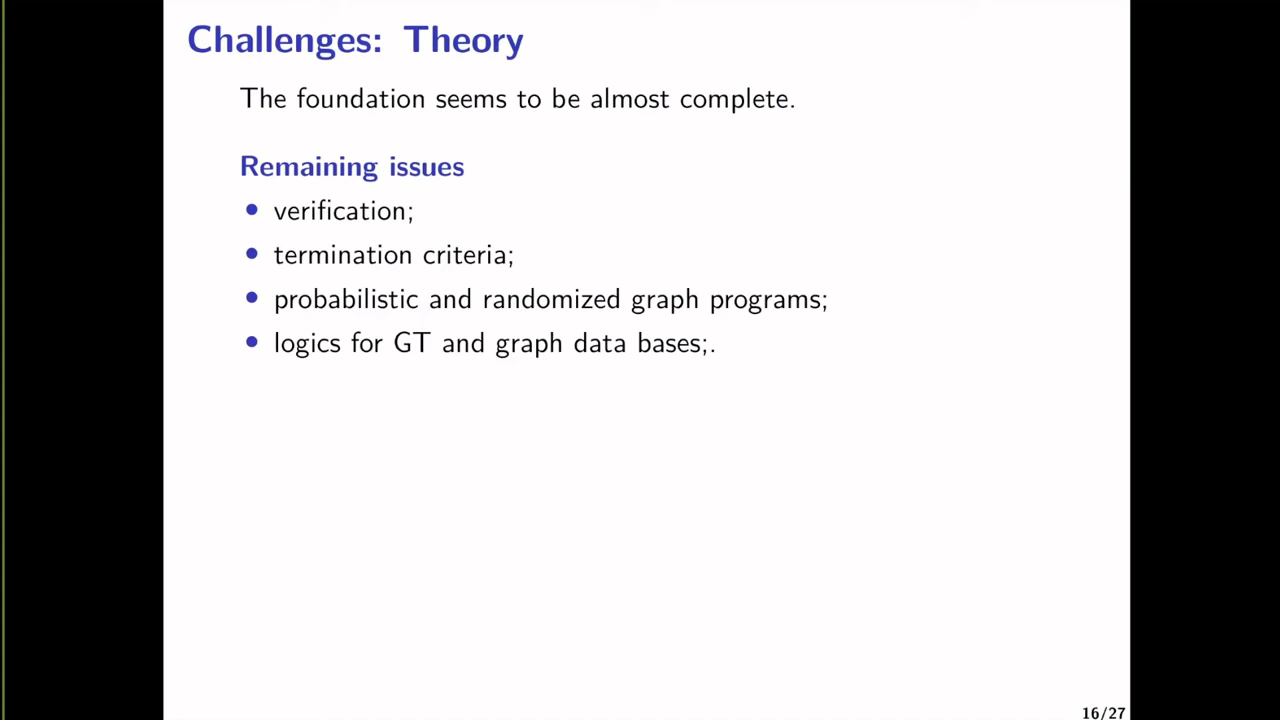 Challenges: Theory
The foundation seems to be almost complete.
Remaining issues
• verification;
• termination criteria;
• probabilistic and randomized graph programs;
• logics for GT and graph data bases;.
16/27